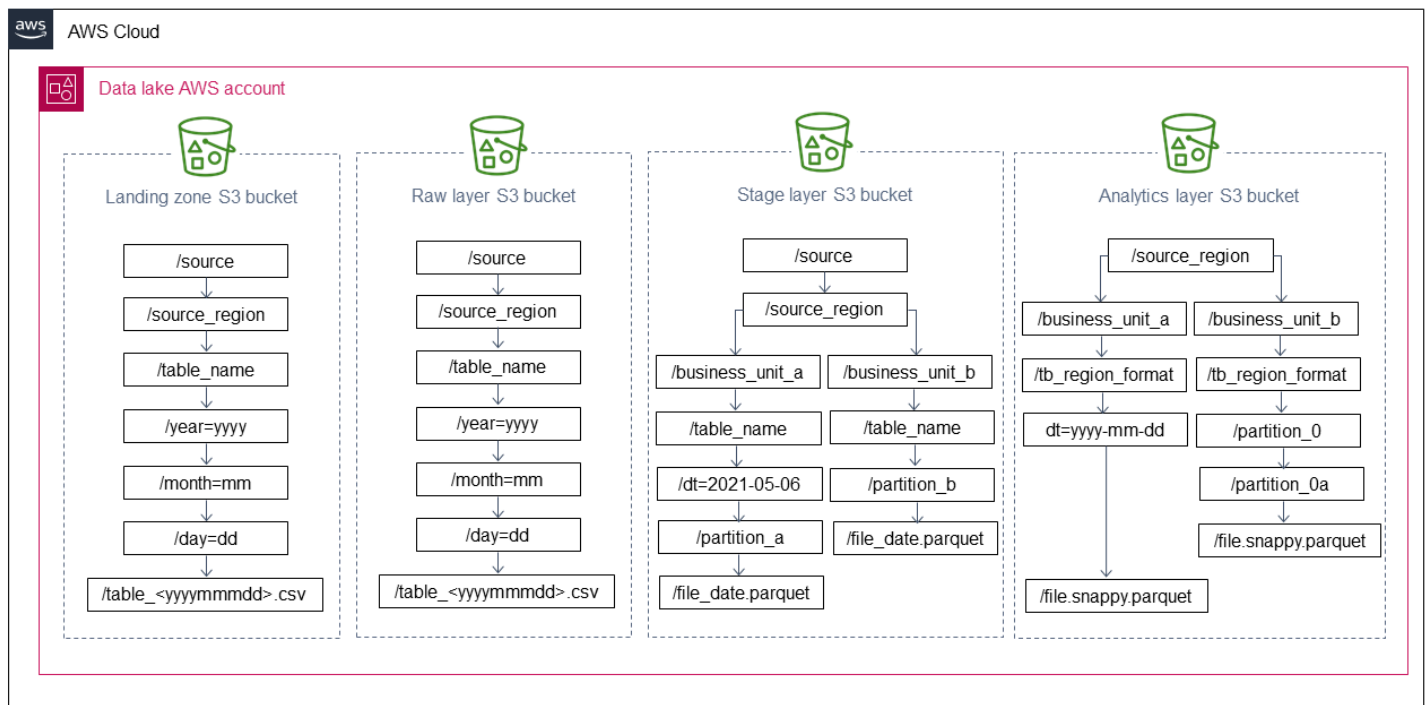 aws
AWS Cloud
Data lake AWS account
Landing zone S3 bucket
/source
/source_region
/table_name
/year=yyyy
/month=mm
/day=dd
/table_<yyyymmmdd>.csv
Raw layer S3 bucket
/source
/source_region
/table_name
/year=yyyy
/month=mm
/day=dd
/table_<yyyymmmdd>.csv
Stage layer S3 bucket
/source
/source_region
/business_unit_a
/table_name
/dt=2021-05-06
/partition_a
/file_date.parquet
/business_unit_b
/table_name
/partition_b
/file_date.parquet
Analytics layer S3 bucket
/source_region
/business_unit_a
/tb_region_format
dt=yyyy-mm-dd
/file.snappy.parquet
/business_unit_b
/tb_region_format
/partition_0
/partition_0a
/file.snappy.parquet